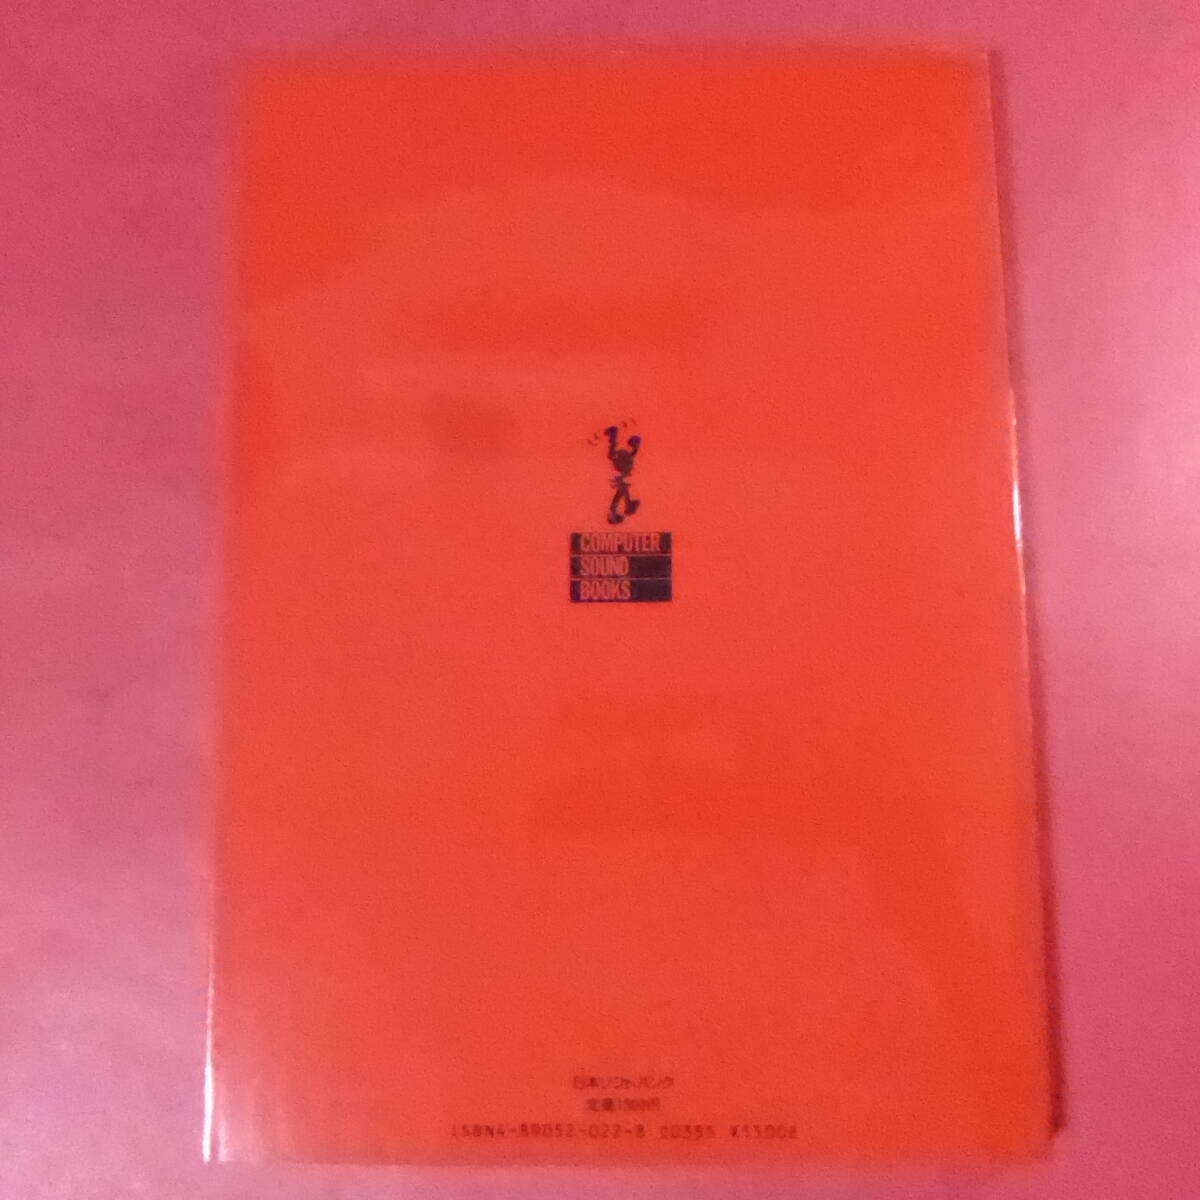 COMPUTER
SOUND
BOOKS
日本ソフトバンク
定価1300円
ISBN4-89052-022-8 C0355 ¥1300E